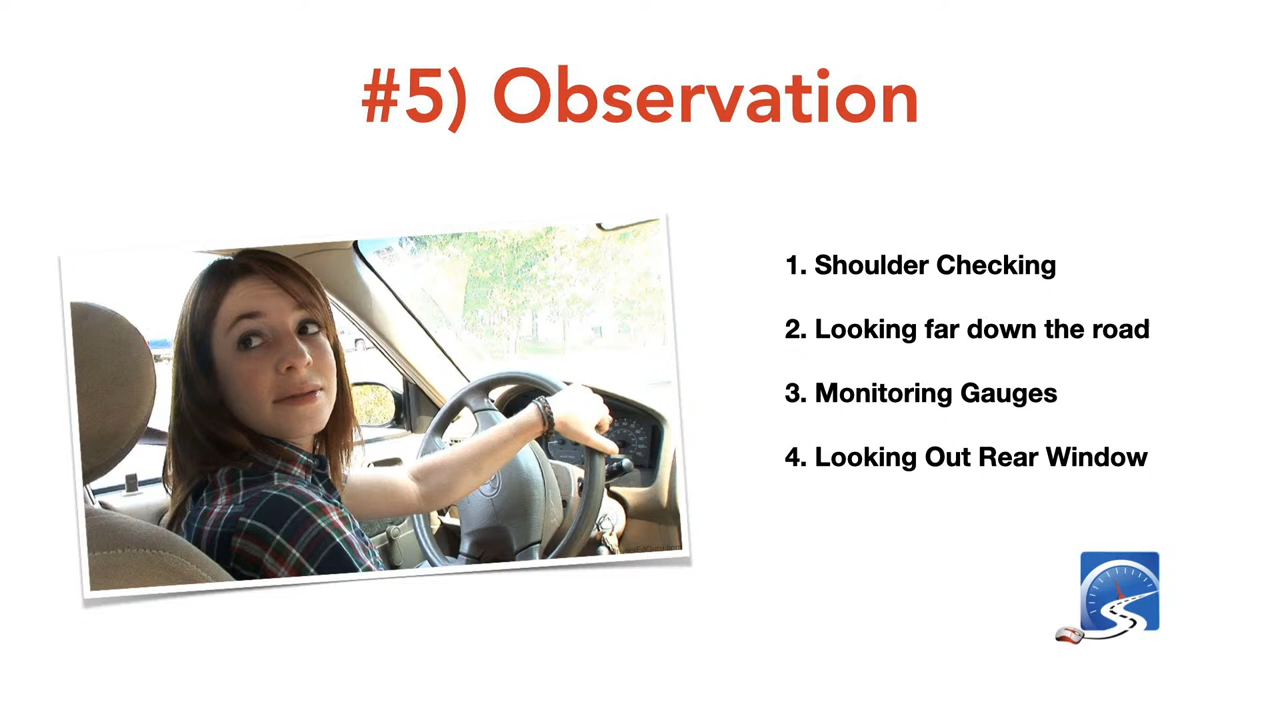 #5) Observation
1. Shoulder Checking
2. Looking far down the road
3. Monitoring Gauges
4. Looking Out Rear Window